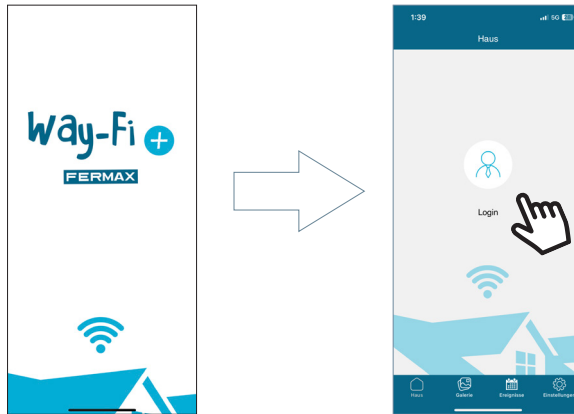 Way-Fi +
FERMAX
1:39
5G
Haus
Login
Haus
Galerie
Ereignisse
Einstellungen